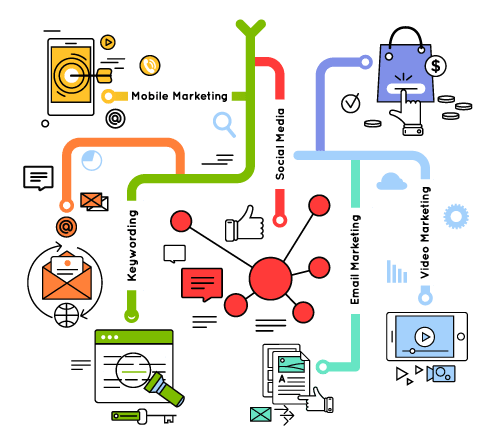 $
Mobile Marketing
@
Social Media
@
Keywording
Email Marketing
Video Marketing
A